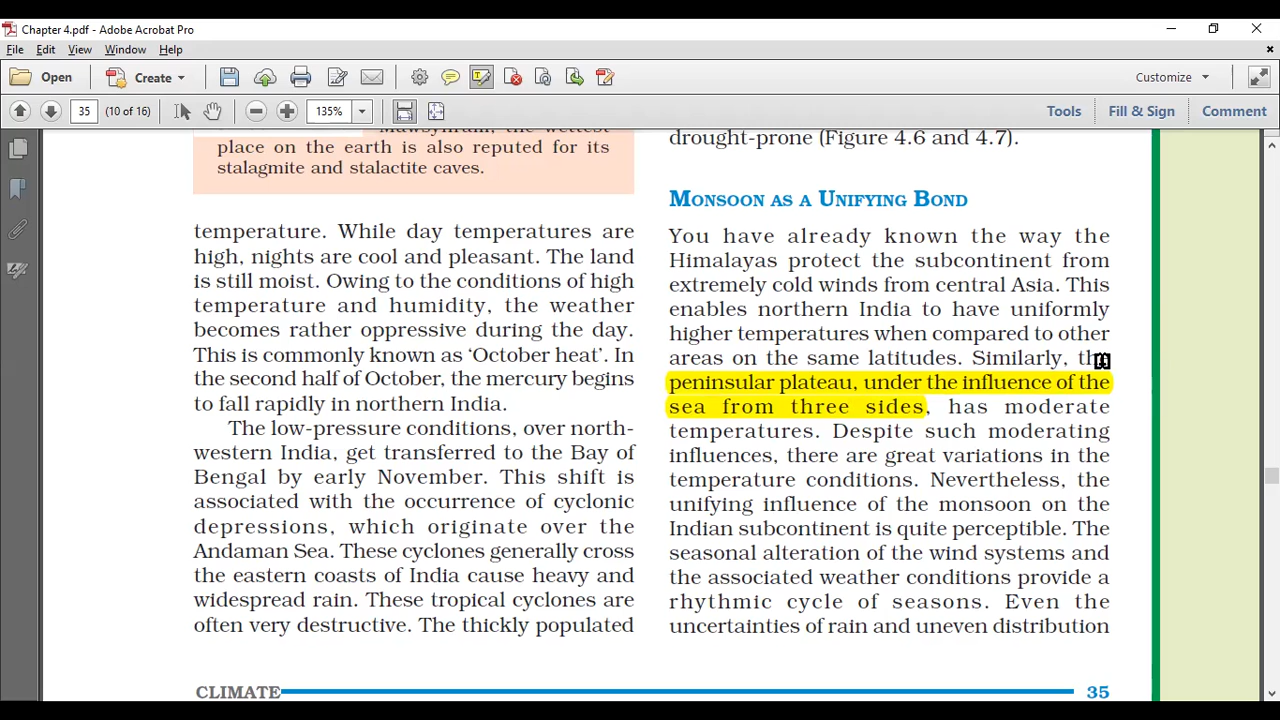 Chapter 4.pdf - Adobe Acrobat Pro
File Edit View Window Help
Open Create Customize
35 (10 of 16) 135% Tools Fill & Sign Comment
Mawsynram, the wettest
place on the earth is also reputed for its
stalagmite and stalactite caves.
temperature. While day temperatures are
high, nights are cool and pleasant. The land
is still moist. Owing to the conditions of high
temperature and humidity, the weather
becomes rather oppressive during the day.
This is commonly known as ‘October heat’. In
the second half of October, the mercury begins
to fall rapidly in northern India.
The low-pressure conditions, over north-
western India, get transferred to the Bay of
Bengal by early November. This shift is
associated with the occurrence of cyclonic
depressions, which originate over the
Andaman Sea. These cyclones generally cross
the eastern coasts of India cause heavy and
widespread rain. These tropical cyclones are
often very destructive. The thickly populated
drought-prone (Figure 4.6 and 4.7).
MONSOON AS A UNIFYING BOND
You have already known the way the
Himalayas protect the subcontinent from
extremely cold winds from central Asia. This
enables northern India to have uniformly
higher temperatures when compared to other
areas on the same latitudes. Similarly, the
peninsular plateau, under the influence of the
sea from three sides, has moderate
temperatures. Despite such moderating
influences, there are great variations in the
temperature conditions. Nevertheless, the
unifying influence of the monsoon on the
Indian subcontinent is quite perceptible. The
seasonal alteration of the wind systems and
the associated weather conditions provide a
rhythmic cycle of seasons. Even the
uncertainties of rain and uneven distribution
CLIMATE 35